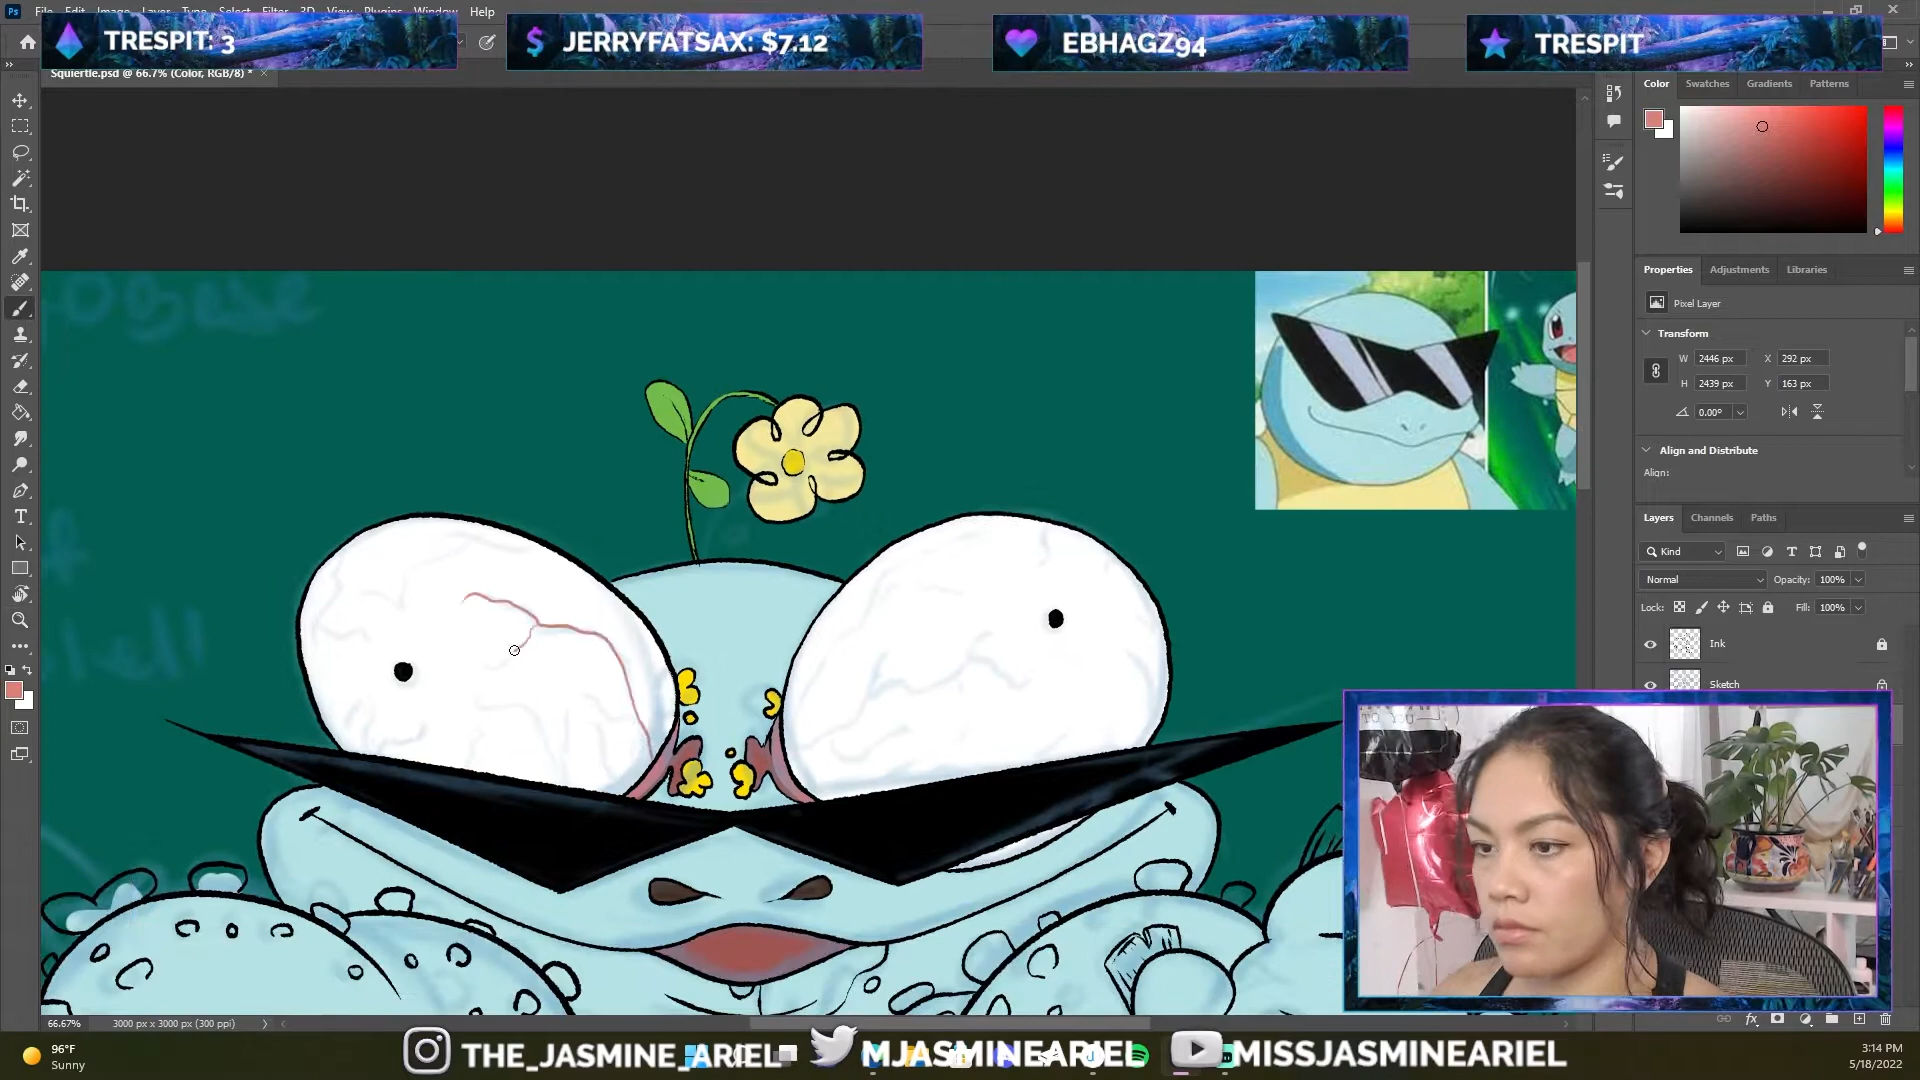 File Edit Image Layer Type Select Filter 3D View Plugins Window Help
TRESPIT: 3
JERRYFATSAX: $7.12
EBHAGZ94
TRESPIT
Squiertle.psd @ 66.7% (Color, RGB/8) *
Color Swatches Gradients Patterns
Properties Adjustments Libraries
Pixel Layer
Transform
W 2446 px X 292 px
H 2439 px Y 163 px
0.00°
Align and Distribute
Align:
Layers Channels Paths
Kind
Normal Opacity: 100%
Lock: Fill: 100%
Ink
Sketch
obese
shell
TO YOU
66.67% 3000 px x 3000 px (300 ppi)
96°F
Sunny
THE_JASMINE_ARIEL
MJASMINEARIEL
MISSJASMINEARIEL
3:14 PM
5/18/2022